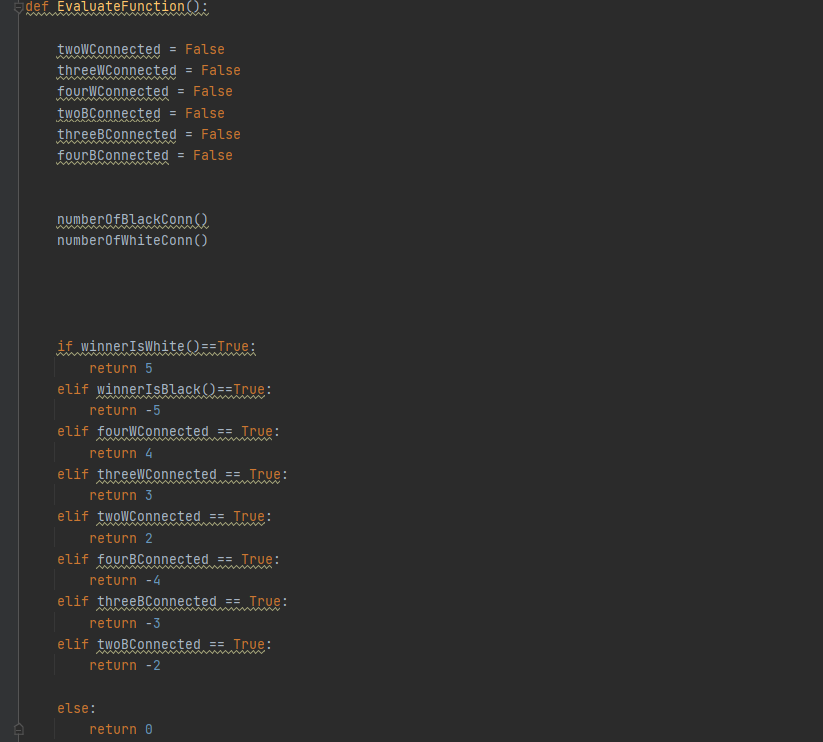 def EvaluateFunction():
    twoWConnected = False
    threeWConnected = False
    fourWConnected = False
    twoBConnected = False
    threeBConnected = False
    fourBConnected = False
    numberOfBlackConn()
    numberOfWhiteConn()
    if winnerIsWhite()==True:
        return 5
    elif winnerIsBlack()==True:
        return -5
    elif fourWConnected == True:
        return 4
    elif threeWConnected == True:
        return 3
    elif twoWConnected == True:
        return 2
    elif fourBConnected == True:
        return -4
    elif threeBConnected == True:
        return -3
    elif twoBConnected == True:
        return -2
    else:
        return 0